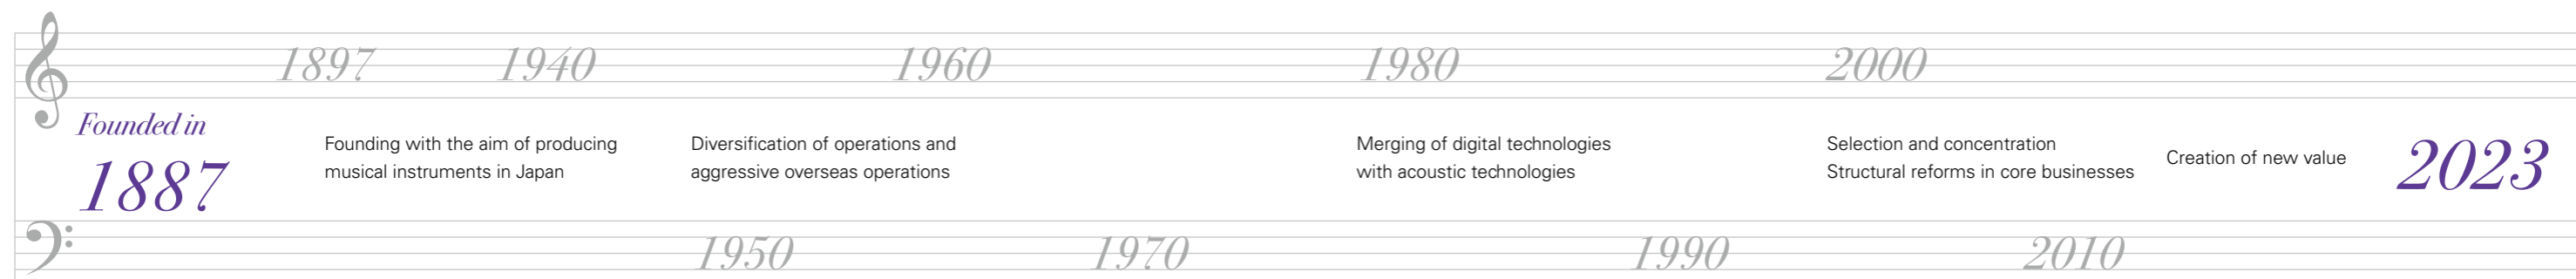 1897 1940 1960 1980 2000
Founded in
1887
Founding with the aim of producing
musical instruments in Japan
Diversification of operations and
aggressive overseas operations
Merging of digital technologies
with acoustic technologies
Selection and concentration
Structural reforms in core businesses
Creation of new value
2023
1950 1970 1990 2010